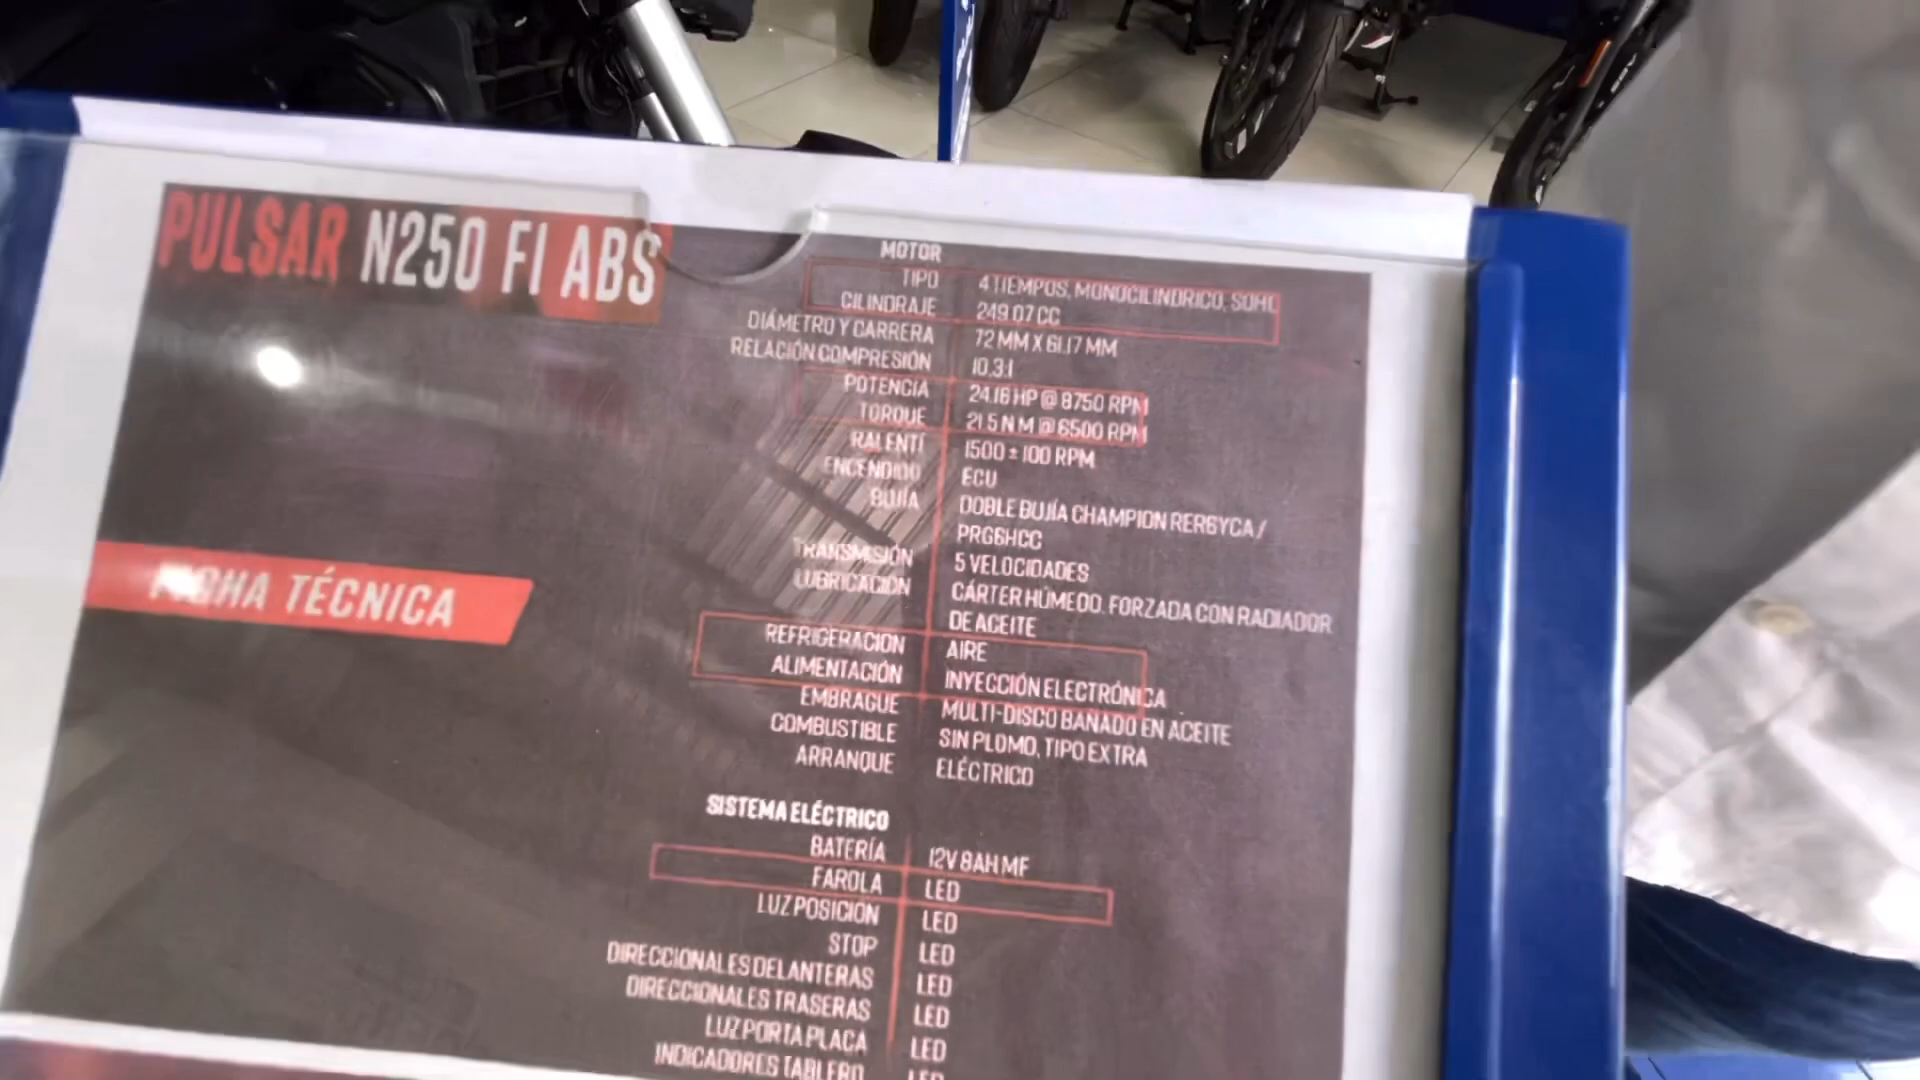 PULSAR N250 FI ABS
FICHA TÉCNICA
MOTOR
TIPO 4 TIEMPOS, MONOCILINDRICO, SOHC
CILINDRAJE 249.07 CC
DIÁMETRO Y CARRERA 72 MM X 61.17 MM
RELACIÓN COMPRESIÓN 10.3:1
POTENCIA 24.16 HP @ 8750 RPM
TORQUE 21.5 N M @ 6500 RPM
RALENTÍ 1500 ± 100 RPM
ENCENDIDO ECU
BUJÍA DOBLE BUJÍA CHAMPION RER6YCA /
PRG6HCC
TRANSMISIÓN 5 VELOCIDADES
LUBRICACIÓN CÁRTER HÚMEDO. FORZADA CON RADIADOR
DE ACEITE
REFRIGERACIÓN AIRE
ALIMENTACIÓN INYECCIÓN ELECTRÓNICA
EMBRAGUE MULTI-DISCO BANADO EN ACEITE
COMBUSTIBLE SIN PLOMO, TIPO EXTRA
ARRANQUE ELÉCTRICO
SISTEMA ELÉCTRICO
BATERÍA 12V 8AH MF
FAROLA LED
LUZ POSICIÓN LED
STOP LED
DIRECCIONALES DELANTERAS LED
DIRECCIONALES TRASERAS LED
LUZ PORTA PLACA LED
INDICADORES TABLERO LED